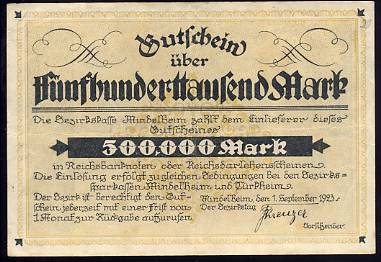 Gutschein
über
Fünfhunderttausend Mark
Die Bezirkskasse Mindelheim zahlt dem Einlieferer dieses
Gutscheines
500,000 Mark
in Reichsbanknoten oder Reichsdarlehensscheinen.
Die Einlösung erfolgt zu gleichen Bedingungen bei den Bezirks=
sparkassen Mindelheim und Türkheim.
Der Bezirk ist berechtigt den Gut=
schein jederzeit mit einer Frist von
1 Monat zur Rückgabe aufzurufen.
Mindelheim, den 1. September 1923.
Der Bezirkstag
Vorsitzender